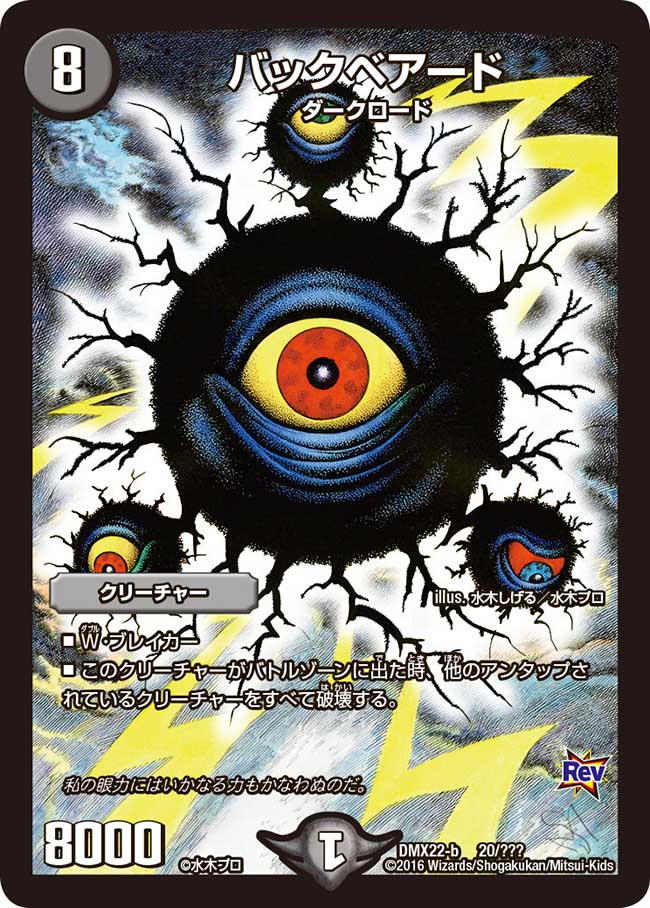 8
バックベアード
ダークロード
クリーチャー
illus. 水木しげる／水木プロ
■W・ブレイカー
■このクリーチャーがバトルゾーンに出た時、他のアンタップさ
れているクリーチャーをすべて破壊する。
私の眼力にはいかなる力もかなわぬのだ。
Rev
8000
©水木プロ
1
DMX22-b 20/???
©2016 Wizards/Shogakukan/Mitsui-Kids